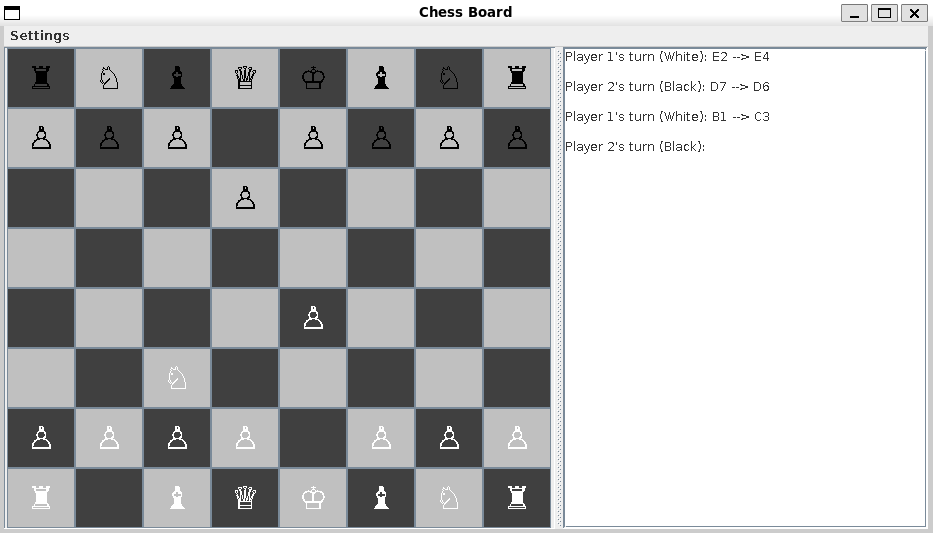 Chess Board
Settings
Player 1's turn (White): E2 --> E4
Player 2's turn (Black): D7 --> D6
Player 1's turn (White): B1 --> C3
Player 2's turn (Black):